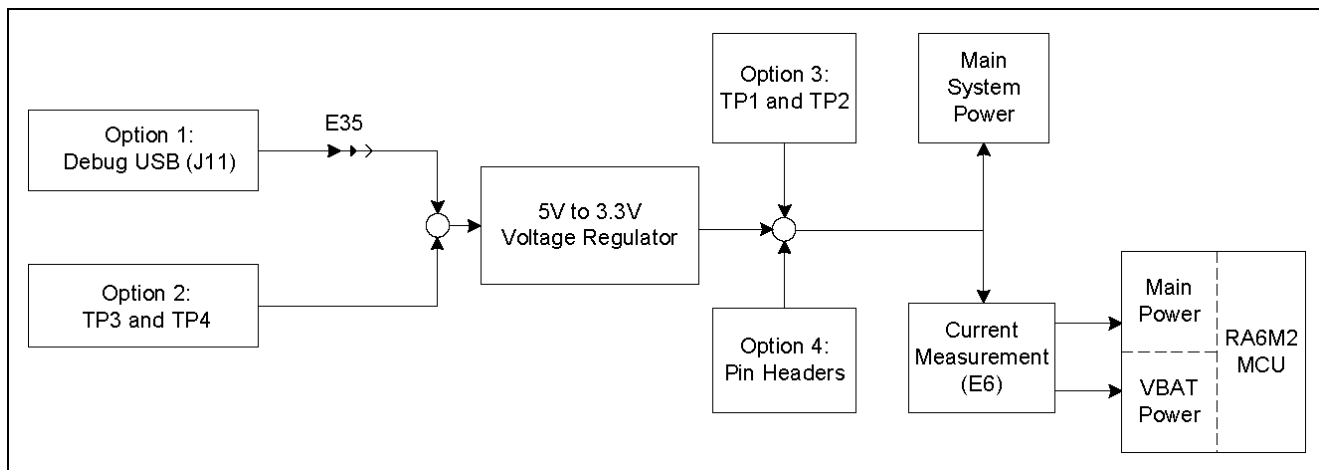 Option 1:
Debug USB (J11)
E35
Option 2:
TP3 and TP4
5V to 3.3V
Voltage Regulator
Option 3:
TP1 and TP2
Option 4:
Pin Headers
Main
System
Power
Current
Measurement
(E6)
Main
Power
VBAT
Power
RA6M2
MCU